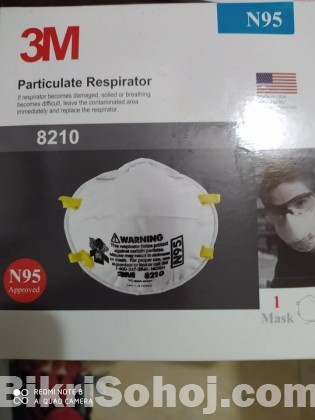 N95
3M
Particulate Respirator
If respirator becomes damaged, soiled or breathing
becomes difficult, leave the contaminated area
immediately and replace the respirator.
8210
WARNING
3M
8210
N95
N95
Approved
1
Mask
REDMI NOTE 8
AI QUAD CAMERA
BikriSohoj.com